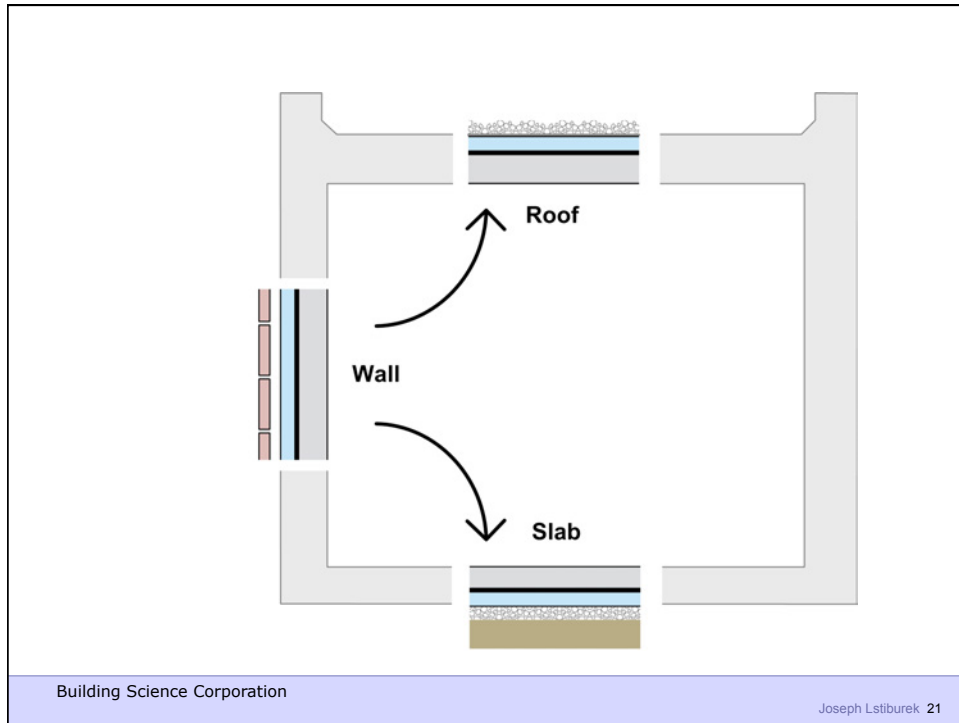 Roof
Wall
Slab
Building Science Corporation
Joseph Lstiburek 21